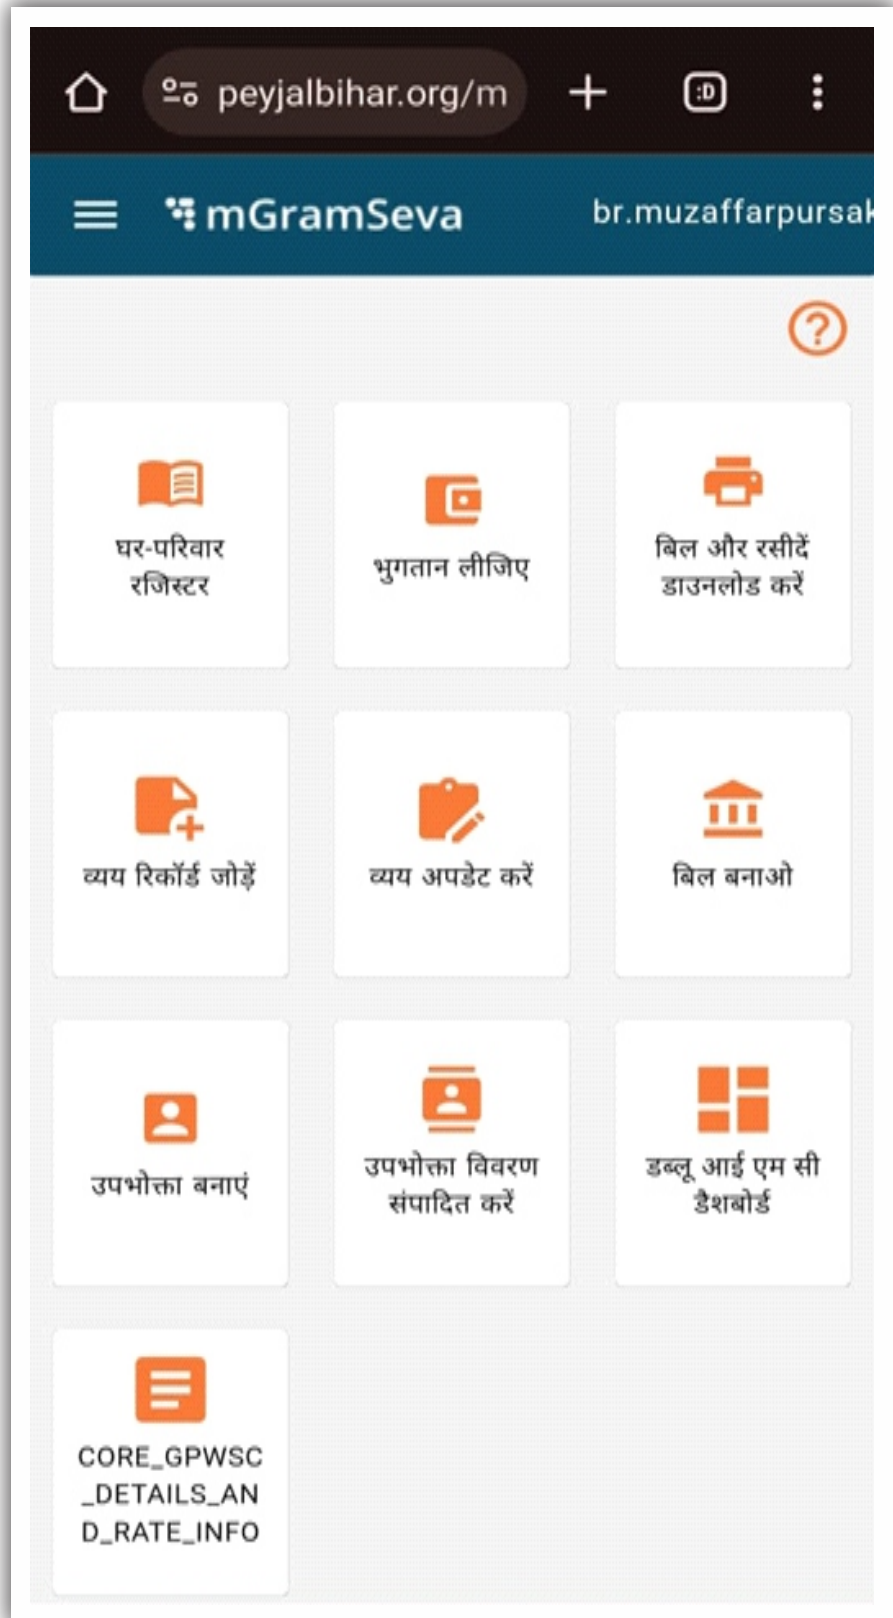 peyjalbihar.org/m
:D
mGramSeva
br.muzaffarpursak
?
घर-परिवार
रजिस्टर
भुगतान लीजिए
बिल और रसीदें
डाउनलोड करें
व्यय रिकॉर्ड जोड़ें
व्यय अपडेट करें
बिल बनाओ
उपभोक्ता बनाएं
उपभोक्ता विवरण
संपादित करें
डब्लू आई एम सी
डैशबोर्ड
CORE_GPWSC
_DETAILS_AN
D_RATE_INFO